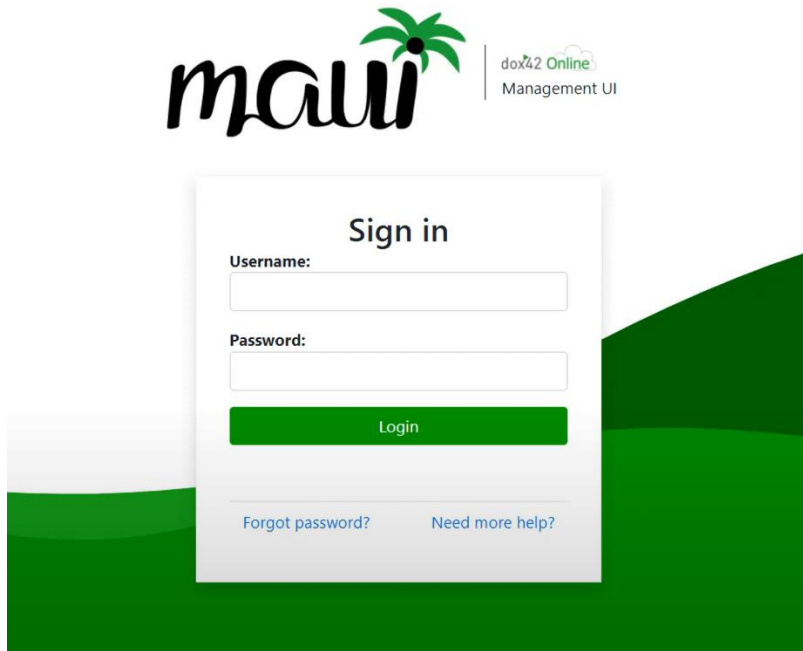 maui
dox42 Online
Management UI
Sign in
Username:
Password:
Login
Forgot password?
Need more help?